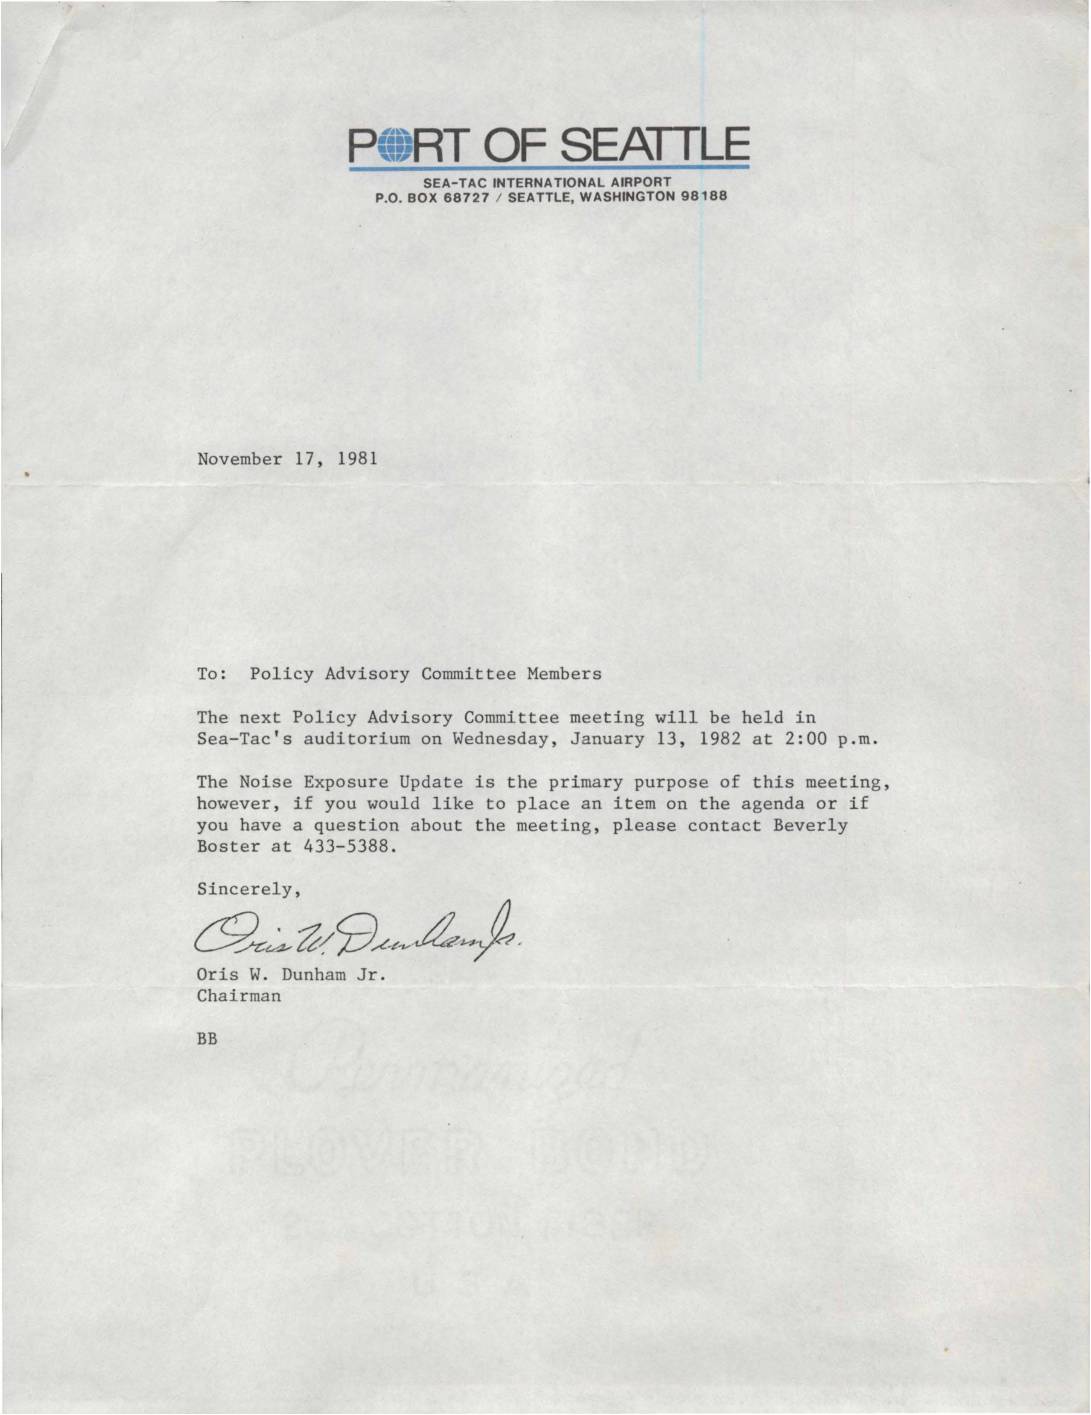 PORT OF SEATTLE
SEA-TAC INTERNATIONAL AIRPORT
P.O. BOX 68727 / SEATTLE, WASHINGTON 98188
November 17, 1981
To: Policy Advisory Committee Members
The next Policy Advisory Committee meeting will be held in
Sea-Tac's auditorium on Wednesday, January 13, 1982 at 2:00 p.m.
The Noise Exposure Update is the primary purpose of this meeting,
however, if you would like to place an item on the agenda or if
you have a question about the meeting, please contact Beverly
Boster at 433-5388.
Sincerely,
Oris W. Dunham Jr.
Oris W. Dunham Jr.
Chairman
BB
PLOVER BOND
USA